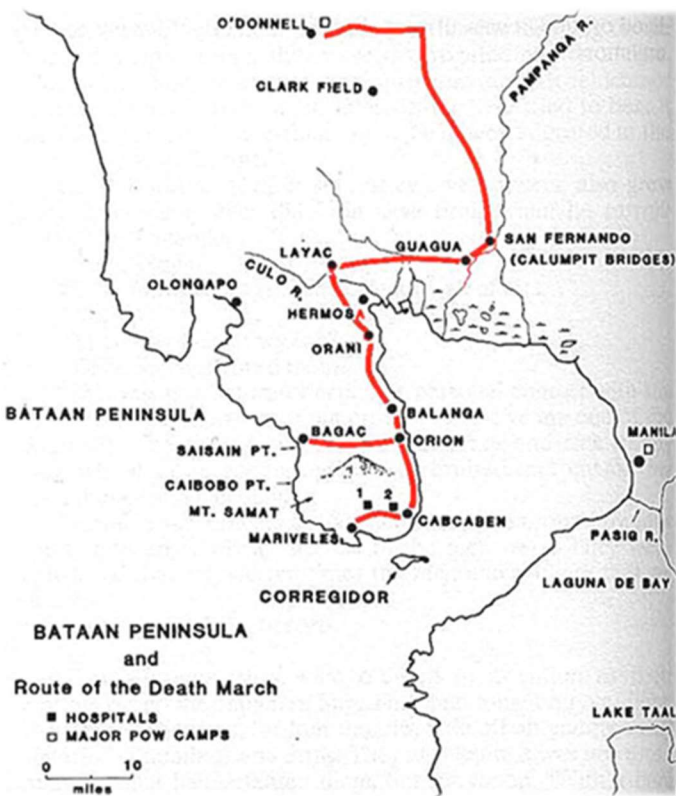 O'DONNELL
CLARK FIELD
PAMPANGA R.
SAN FERNANDO
(CALUMPIT BRIDGES)
GUAGUA
LAYAC
CULO R.
OLONGAPO
HERMOSA
ORANI
BATAAN PENINSULA
BALANGA
BAGAC
ORION
SAISAIN PT.
MANILA
CAIBOBO PT.
1
2
MT. SAMAT
CABCABEN
MARIVELES
PASIG R.
CORREGIDOR
LAGUNA DE BAY
BATAAN PENINSULA
and
Route of the Death March
HOSPITALS
MAJOR POW CAMPS
0 10
miles
LAKE TAAL